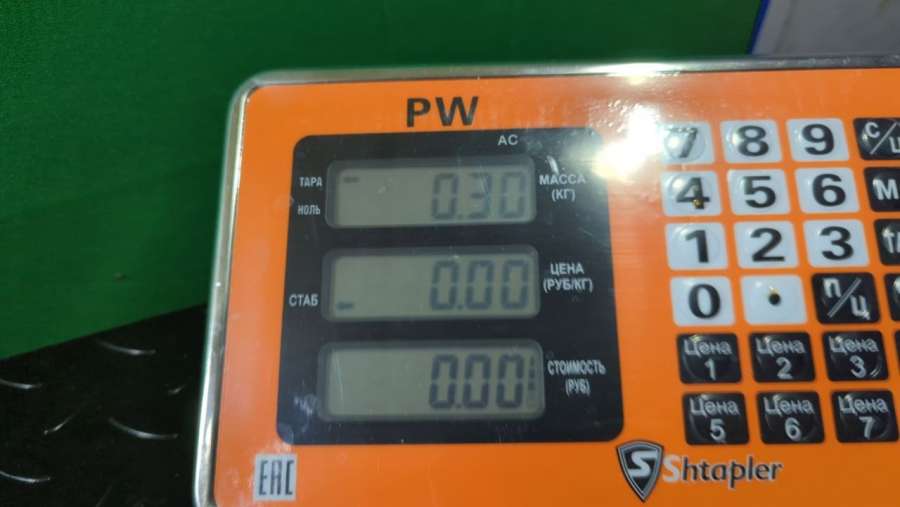 PW
AC
ТАРА
НОЛЬ
0.30
МАССА
(КГ)
СТАБ
0.00
ЦЕНА
(РУБ/КГ)
0.00
СТОИМОСТЬ
(РУБ)
7 8 9 С/Ц
4 5 6 М
1 2 3
0 . П/Ц
Цена 1 Цена 2 Цена 3
Цена 5 Цена 6 Цена 7
EAC
Shtapler